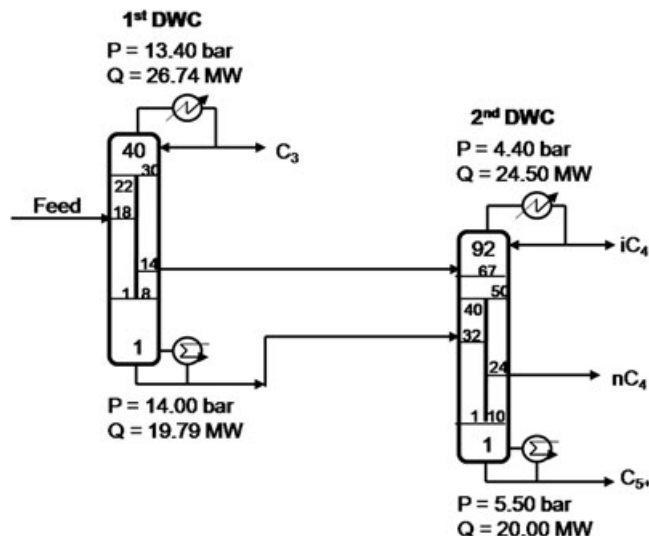 1st DWC
P = 13.40 bar
Q = 26.74 MW
40
30
22
18
14
1 8
1
Feed
C3
P = 14.00 bar
Q = 19.79 MW
2nd DWC
P = 4.40 bar
Q = 24.50 MW
92
67
50
40
32
24
1 10
1
iC4
nC4
C5+
P = 5.50 bar
Q = 20.00 MW